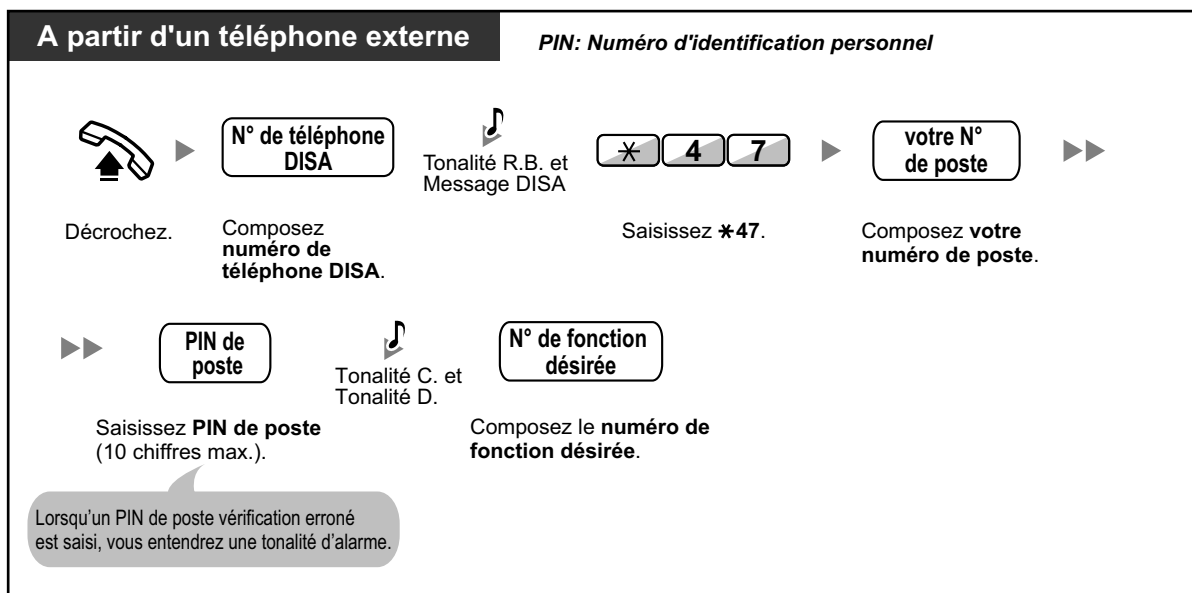 A partir d'un téléphone externe
PIN: Numéro d'identification personnel
N° de téléphone
DISA
Tonalité R.B. et
Message DISA
* 4 7
votre N°
de poste
Décrochez.
Composez
numéro de
téléphone DISA.
Saisissez *47.
Composez votre
numéro de poste.
PIN de
poste
Tonalité C. et
Tonalité D.
N° de fonction
désirée
Saisissez PIN de poste
(10 chiffres max.).
Composez le numéro de
fonction désirée.
Lorsqu'un PIN de poste vérification erroné
est saisi, vous entendrez une tonalité d’alarme.